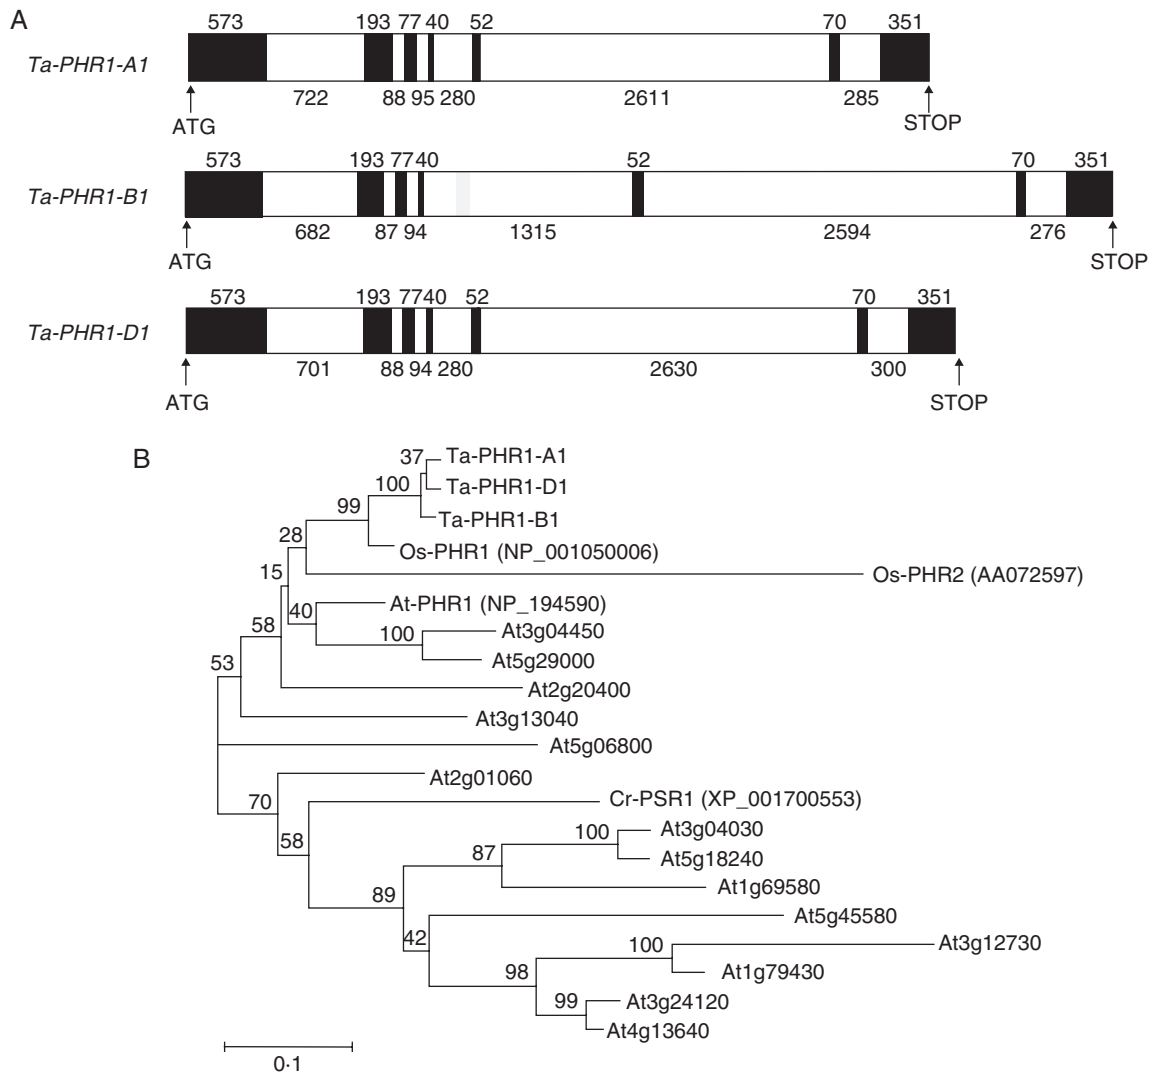 A
573 193 77 40 52 70 351
Ta-PHR1-A1
722 88 95 280 2611 285
ATG STOP
573 193 77 40 52 70 351
Ta-PHR1-B1
682 87 94 1315 2594 276
ATG STOP
573 193 77 40 52 70 351
Ta-PHR1-D1
701 88 94 280 2630 300
ATG STOP
B
37 Ta-PHR1-A1
100 Ta-PHR1-D1
99 Ta-PHR1-B1
28 Os-PHR1 (NP_001050006)
15 Os-PHR2 (AA072597)
40 At-PHR1 (NP_194590)
58 100 At3g04450
At5g29000
53 At2g20400
At3g13040
At5g06800
70 At2g01060
58 Cr-PSR1 (XP_001700553)
100 At3g04030
87 At5g18240
89 At1g69580
42 At5g45580
100 At3g12730
98 At1g79430
99 At3g24120
At4g13640
0·1